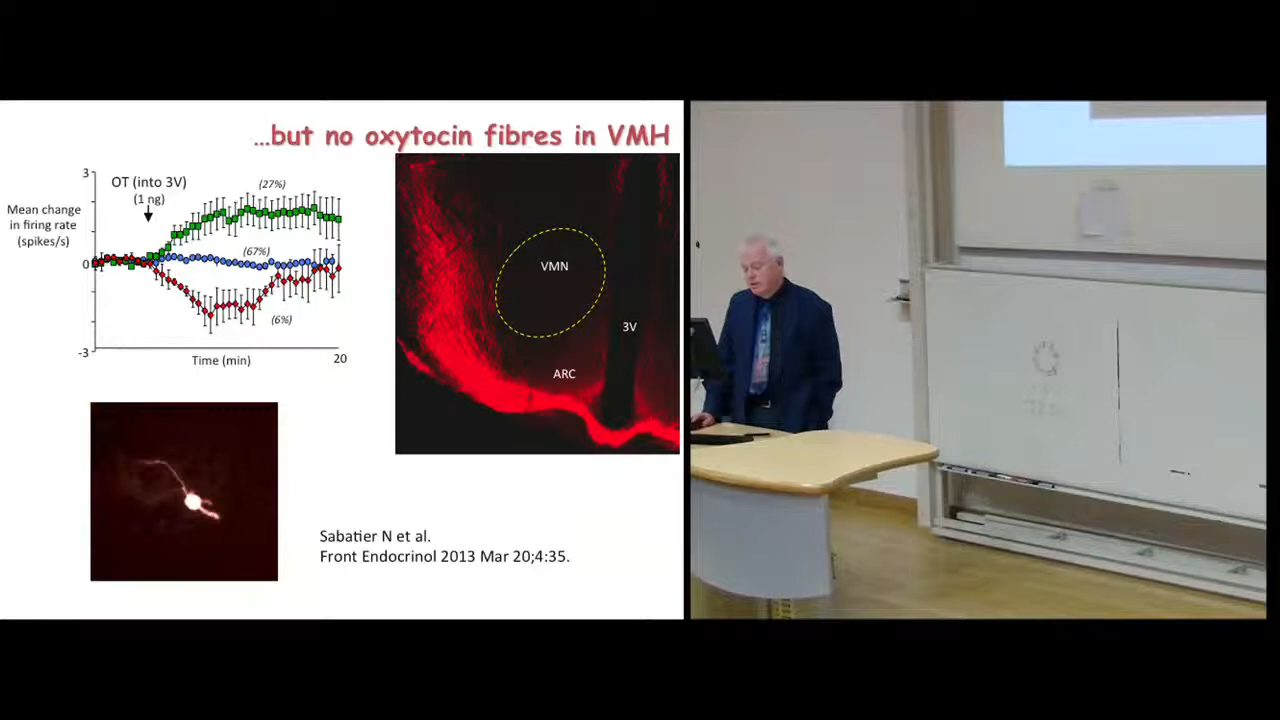 ...but no oxytocin fibres in VMH
3
OT (into 3V)
(1 ng)
(27%)
Mean change
in firing rate
(spikes/s)
(67%)
0
(6%)
-3
Time (min)
20
VMN
3V
ARC
Sabatier N et al.
Front Endocrinol 2013 Mar 20;4:35.